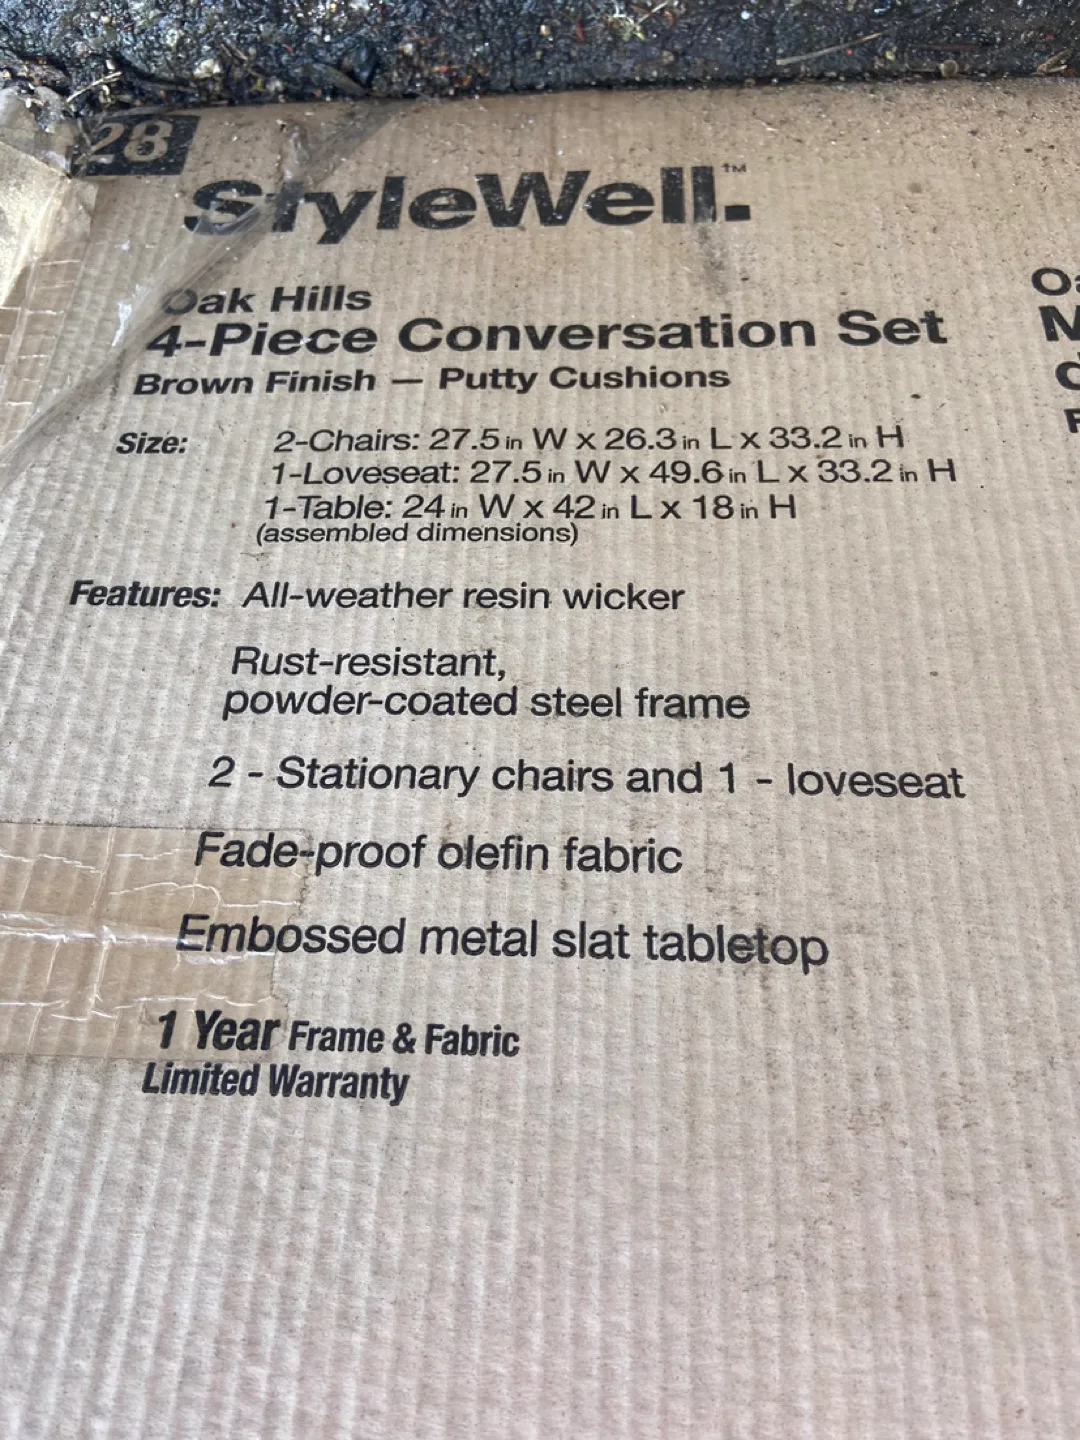 28
StyleWell.™
Oak Hills
4-Piece Conversation Set
Brown Finish — Putty Cushions
Size: 2-Chairs: 27.5 in W x 26.3 in L x 33.2 in H
1-Loveseat: 27.5 in W x 49.6 in L x 33.2 in H
1-Table: 24 in W x 42 in L x 18 in H
(assembled dimensions)
Features: All-weather resin wicker
Rust-resistant,
powder-coated steel frame
2 - Stationary chairs and 1 - loveseat
Fade-proof olefin fabric
Embossed metal slat tabletop
1 Year Frame & Fabric
Limited Warranty